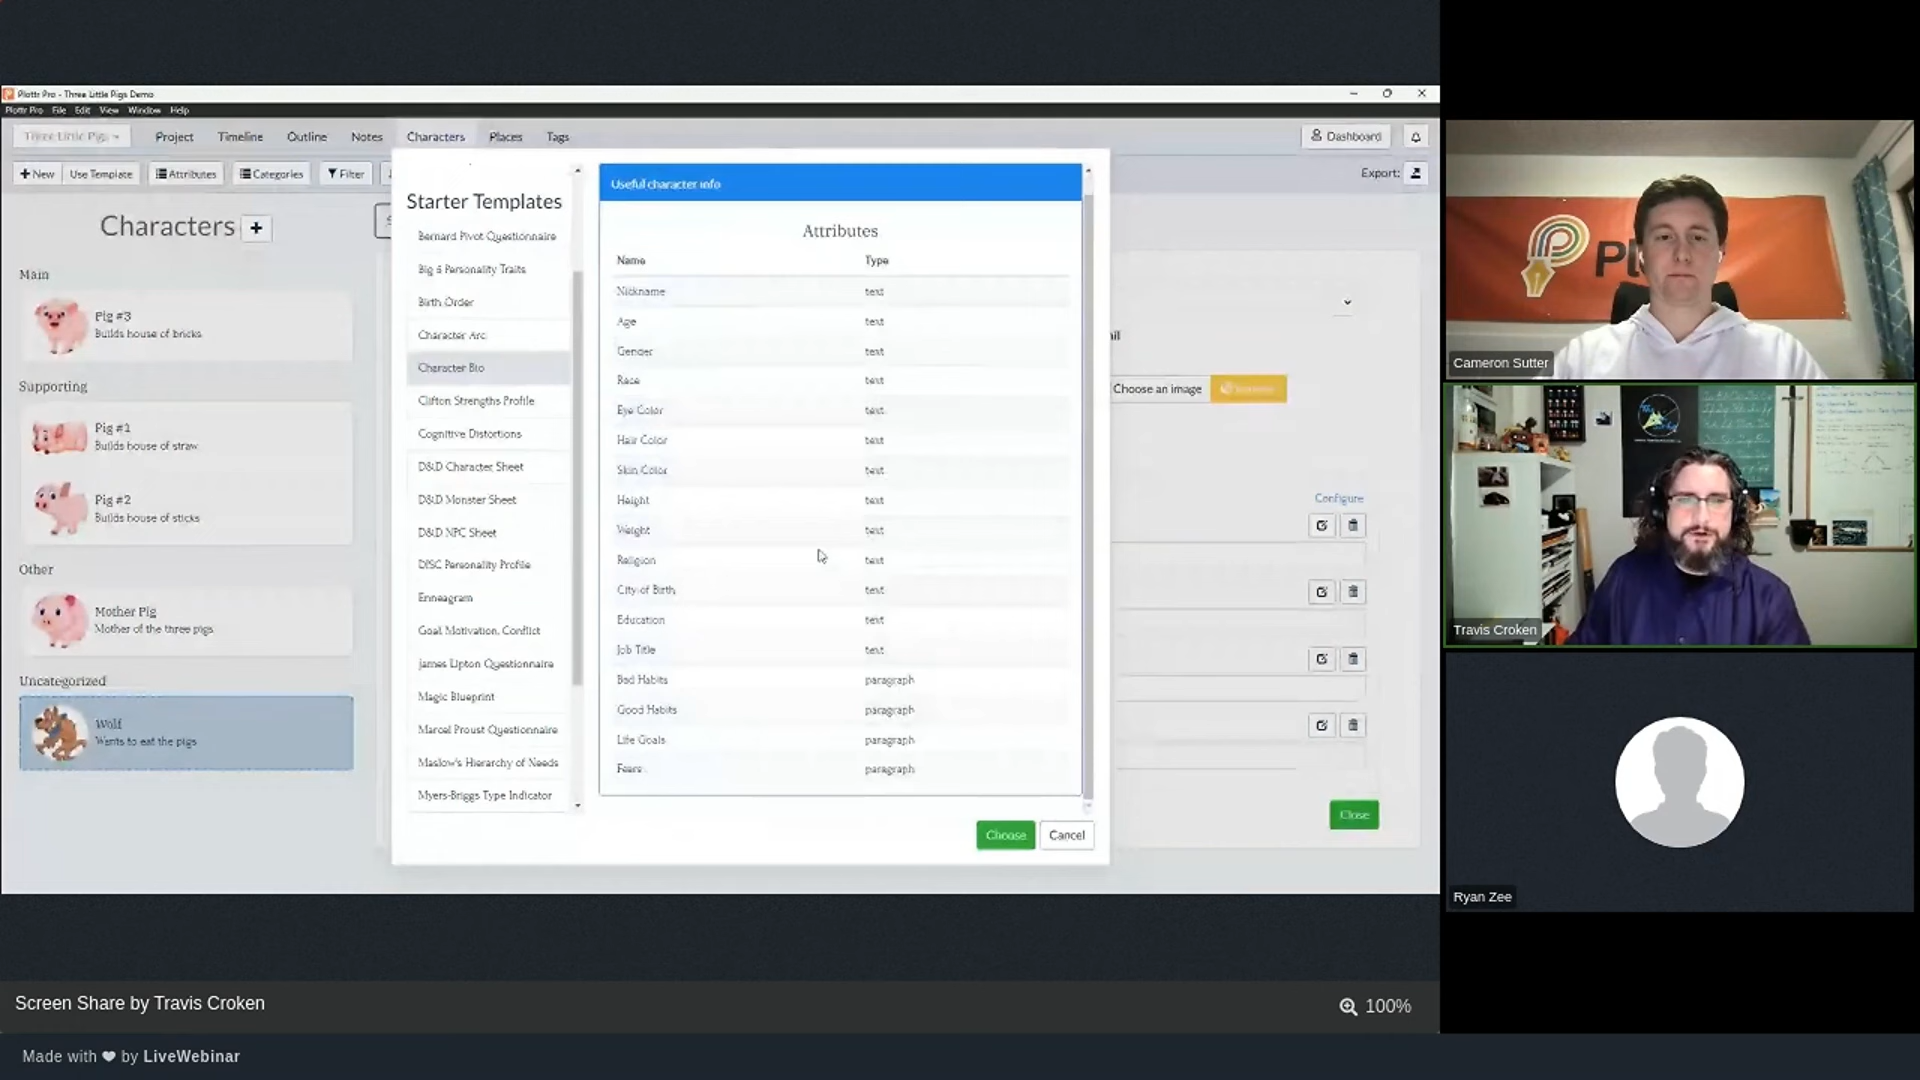 Plottr Pro - Three Little Pigs Demo
Plottr Pro File Edit View Window Help
Three Little Pigs
Project Timeline Outline Notes Characters Places Tags
Dashboard
New Use Template Attributes Categories Filter
Export:
Characters +
Main
Pig #3
Builds house of bricks
Supporting
Pig #1
Builds house of straw
Pig #2
Builds house of sticks
Other
Mother Pig
Mother of the three pigs
Uncategorized
Wolf
Wants to eat the pigs
Starter Templates
Bernard Pivot Questionnaire
Big 5 Personality Traits
Birth Order
Character Arc
Character Bio
Clifton Strengths Profile
Cognitive Distortions
D&D Character Sheet
D&D Monster Sheet
D&D NPC Sheet
DISC Personality Profile
Enneagram
Goal, Motivation, Conflict
James Lipton Questionnaire
Magic Blueprint
Marcel Proust Questionnaire
Maslow's Hierarchy of Needs
Myers-Briggs Type Indicator
Useful character info
Attributes
Name Type
Nickname text
Age text
Gender text
Race text
Eye Color text
Hair Color text
Skin Color text
Height text
Weight text
Religion text
City of Birth text
Education text
Job Title text
Bad Habits paragraph
Good Habits paragraph
Life Goals paragraph
Fears paragraph
Choose Cancel
Choose an image
Configure
Close
Cameron Sutter
Travis Croken
Ryan Zee
Screen Share by Travis Croken
100%
Made with ❤ by LiveWebinar